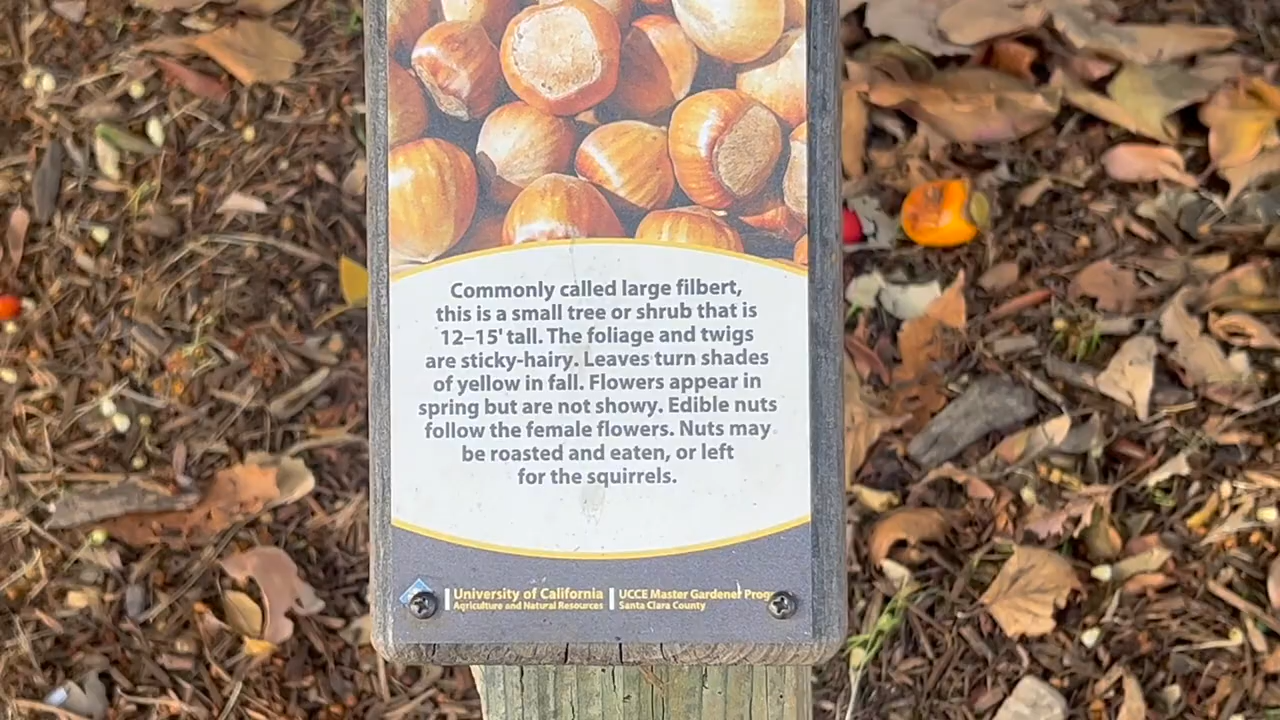 Commonly called large filbert,
this is a small tree or shrub that is
12–15' tall. The foliage and twigs
are sticky-hairy. Leaves turn shades
of yellow in fall. Flowers appear in
spring but are not showy. Edible nuts
follow the female flowers. Nuts may
be roasted and eaten, or left
for the squirrels.
University of California
Agriculture and Natural Resources
UCCE Master Gardener
Santa Clara County